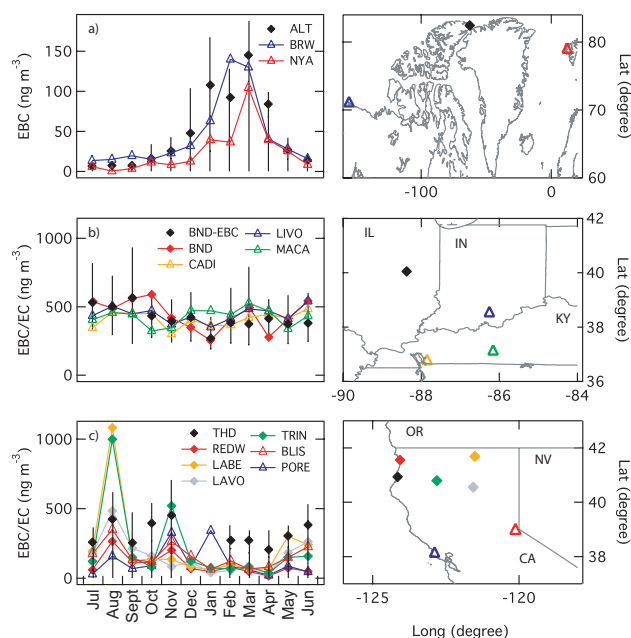 a)
ALT
BRW
NYA
150
100
50
0
EBC (ng m-3)
80
70
60
Lat (degree)
-100
0
b)
BND-EBC
BND
CADI
LIVO
MACA
1000
500
0
EBC/EC (ng m-3)
IL
IN
KY
42
40
38
36
Lat (degree)
-90
-88
-86
-84
c)
THD
REDW
LABE
LAVO
TRIN
BLIS
PORE
1000
500
0
EBC/EC (ng m-3)
Jul
Aug
Sept
Oct
Nov
Dec
Jan
Feb
Mar
Apr
May
Jun
OR
NV
CA
42
40
38
Lat (degree)
-125
-120
Long (degree)